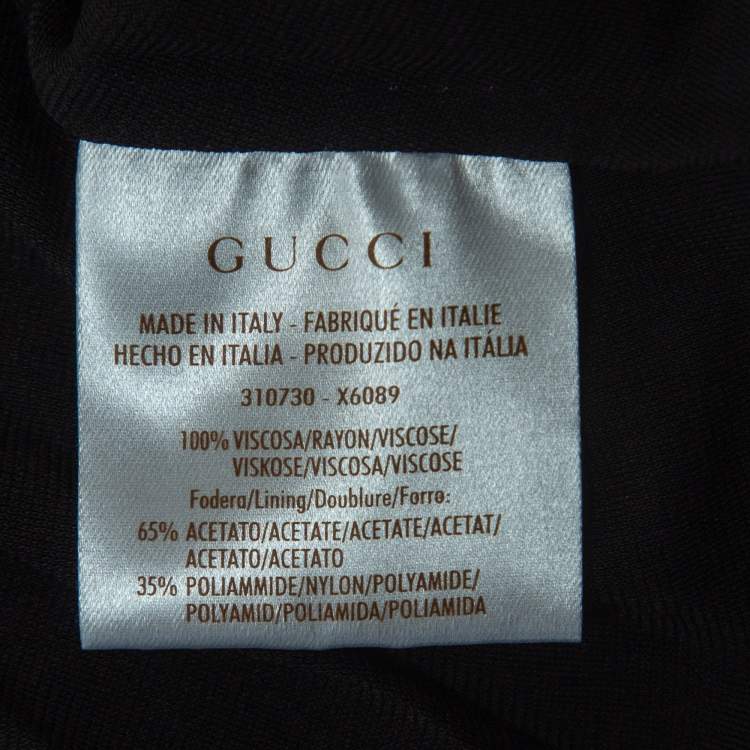 GUCCI
MADE IN ITALY - FABRIQUÉ EN ITALIE
HECHO EN ITALIA - PRODUZIDO NA ITÁLIA
310730 - X6089
100% VISCOSA/RAYON/VISCOSE/
VISKOSE/VISCOSA/VISCOSE
Fodera/Lining/Doublure/Forro:
65% ACETATO/ACETATE/ACETATE/ACETAT/
ACETATO/ACETATO
35% POLIAMMIDE/NYLON/POLYAMIDE/
POLYAMID/POLIAMIDA/POLIAMIDA